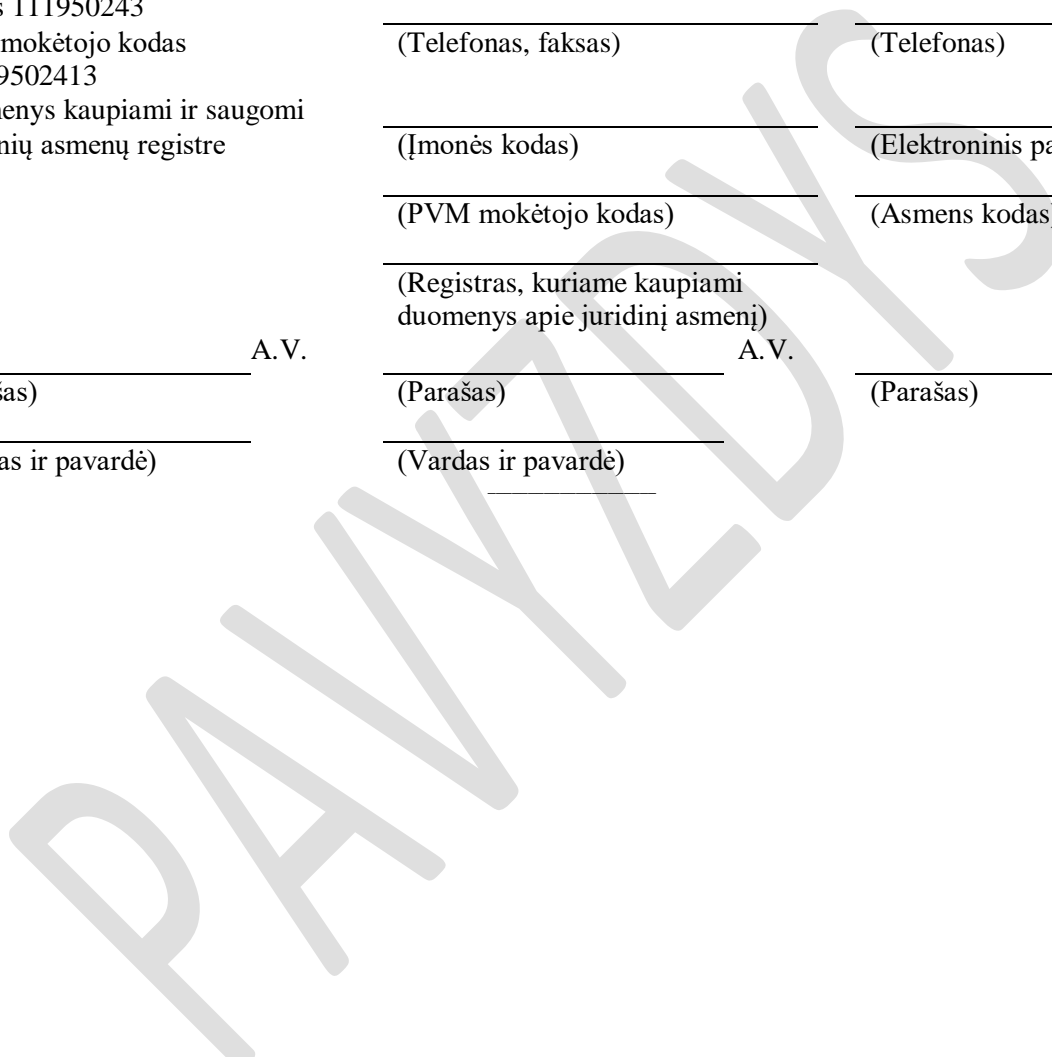 s 111950243
mokėtojo kodas
9502413
enys kaupiami ir saugomi
nių asmenų registre
A.V.
šas)
as ir pavardė)
(Telefonas, faksas)
(Įmonės kodas)
(PVM mokėtojo kodas)
(Registras, kuriame kaupiami
duomenys apie juridinį asmenį)
A.V.
(Parašas)
(Vardas ir pavardė)
(Telefonas)
(Elektroninis pa
(Asmens kodas)
(Parašas)
PAVYZDYS